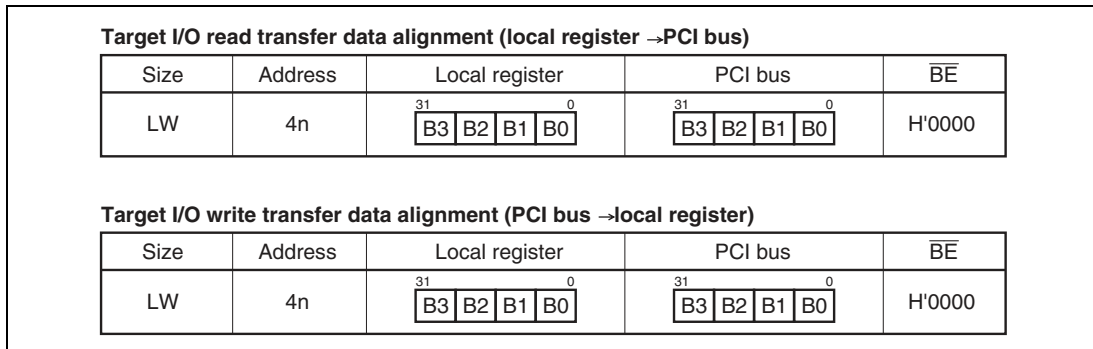 Target I/O read transfer data alignment (local register →PCI bus)
Size Address Local register PCI bus BE
31 0 31 0
LW 4n B3 B2 B1 B0 B3 B2 B1 B0 H'0000
Target I/O write transfer data alignment (PCI bus →local register)
Size Address Local register PCI bus BE
31 0 31 0
LW 4n B3 B2 B1 B0 B3 B2 B1 B0 H'0000